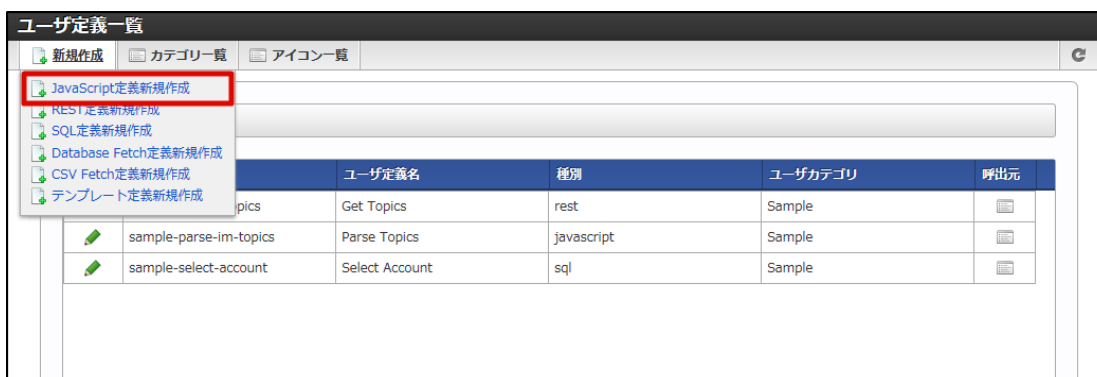 ユーザ定義一覧
新規作成 カテゴリ一覧 アイコン一覧
JavaScript定義新規作成
REST定義新規作成
SQL定義新規作成
Database Fetch定義新規作成
CSV Fetch定義新規作成
テンプレート定義新規作成
ユーザ定義名 種別 ユーザカテゴリ 呼出元
pics Get Topics rest Sample
sample-parse-im-topics Parse Topics javascript Sample
sample-select-account Select Account sql Sample